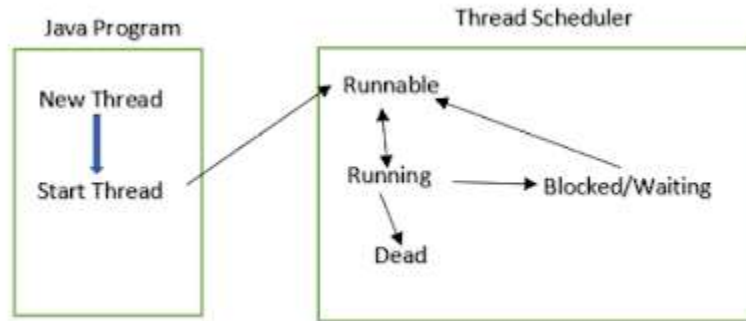 Java Program
New Thread
Start Thread
Thread Scheduler
Runnable
Running
Blocked/Waiting
Dead